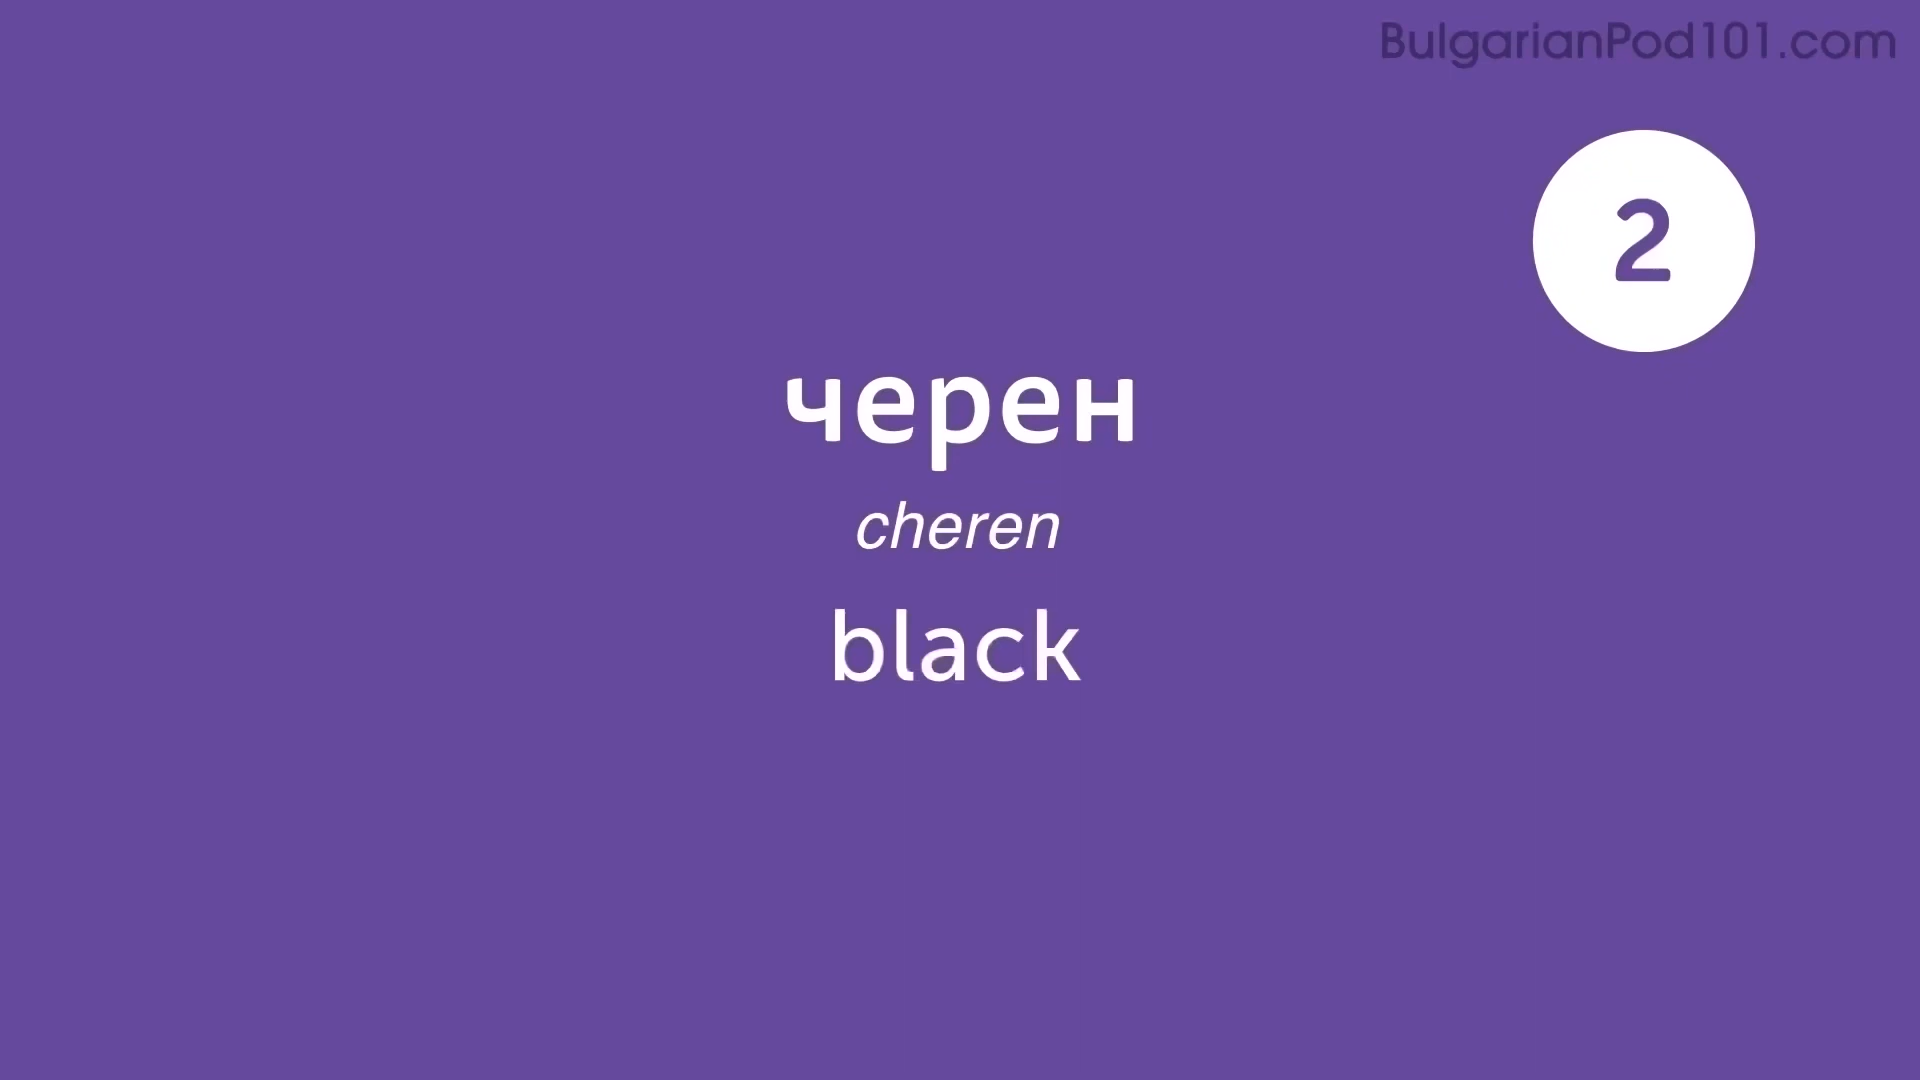 BulgarianPod101.com
2
черен
cheren
black